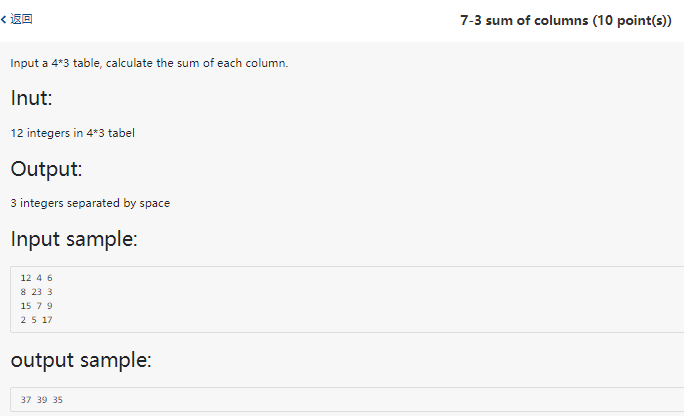 返回
7-3 sum of columns (10 point(s))
Input a 4*3 table, calculate the sum of each column.
Inut:
12 integers in 4*3 tabel
Output:
3 integers separated by space
Input sample:
12 4 6
8 23 3
15 7 9
2 5 17
output sample:
37 39 35